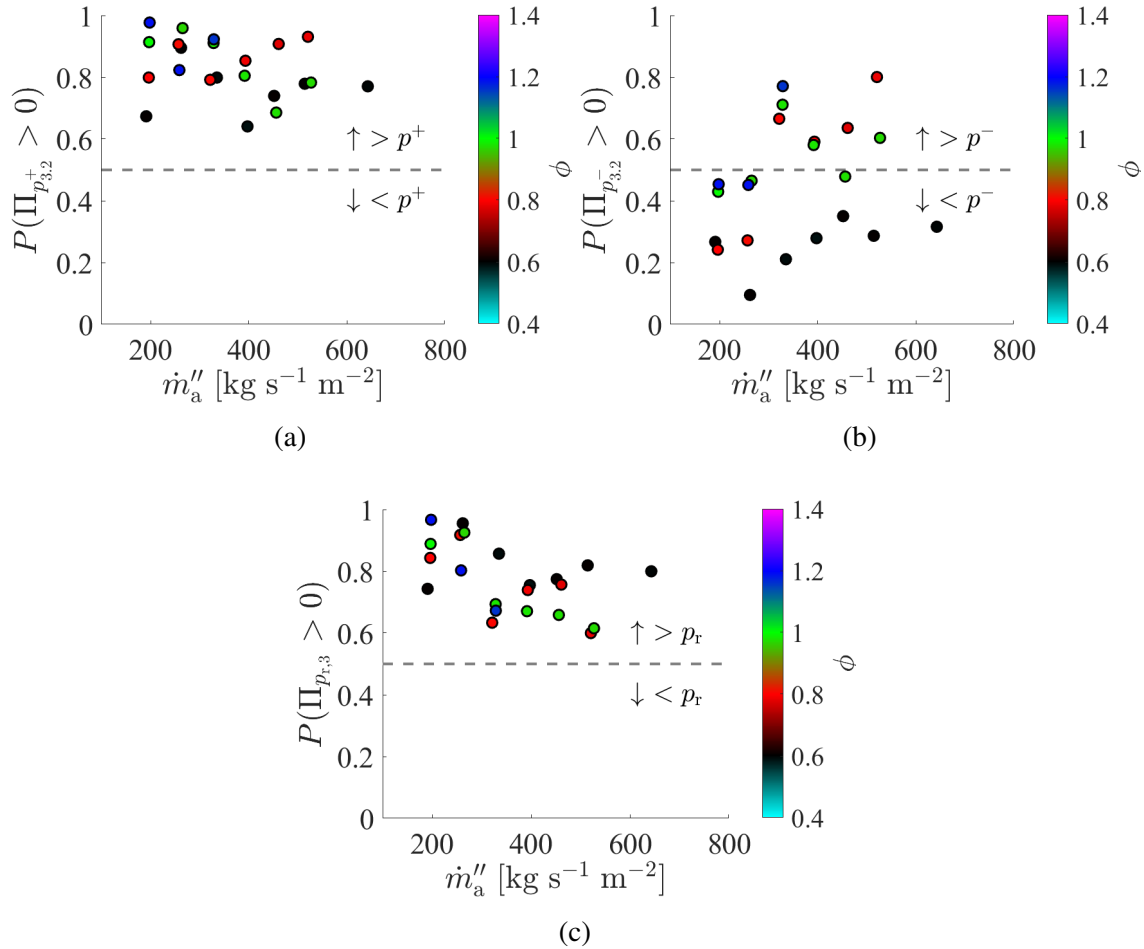 1
0.8
0.6
0.4
0.2
0
P(Π_{p_{3.2}^+} > 0)
↑ > p⁺
↓ < p⁺
200 400 600 800
ṁ″ₐ [kg s⁻¹ m⁻²]
1.4
1.2
1
0.8
0.6
0.4
ϕ
(a)
1
0.8
0.6
0.4
0.2
0
P(Π_{p_{3.2}^-} > 0)
↑ > p⁻
↓ < p⁻
200 400 600 800
ṁ″ₐ [kg s⁻¹ m⁻²]
1.4
1.2
1
0.8
0.6
0.4
ϕ
(b)
1
0.8
0.6
0.4
0.2
0
P(Π_{p_{r,3}} > 0)
↑ > pᵣ
↓ < pᵣ
200 400 600 800
ṁ″ₐ [kg s⁻¹ m⁻²]
1.4
1.2
1
0.8
0.6
0.4
ϕ
(c)